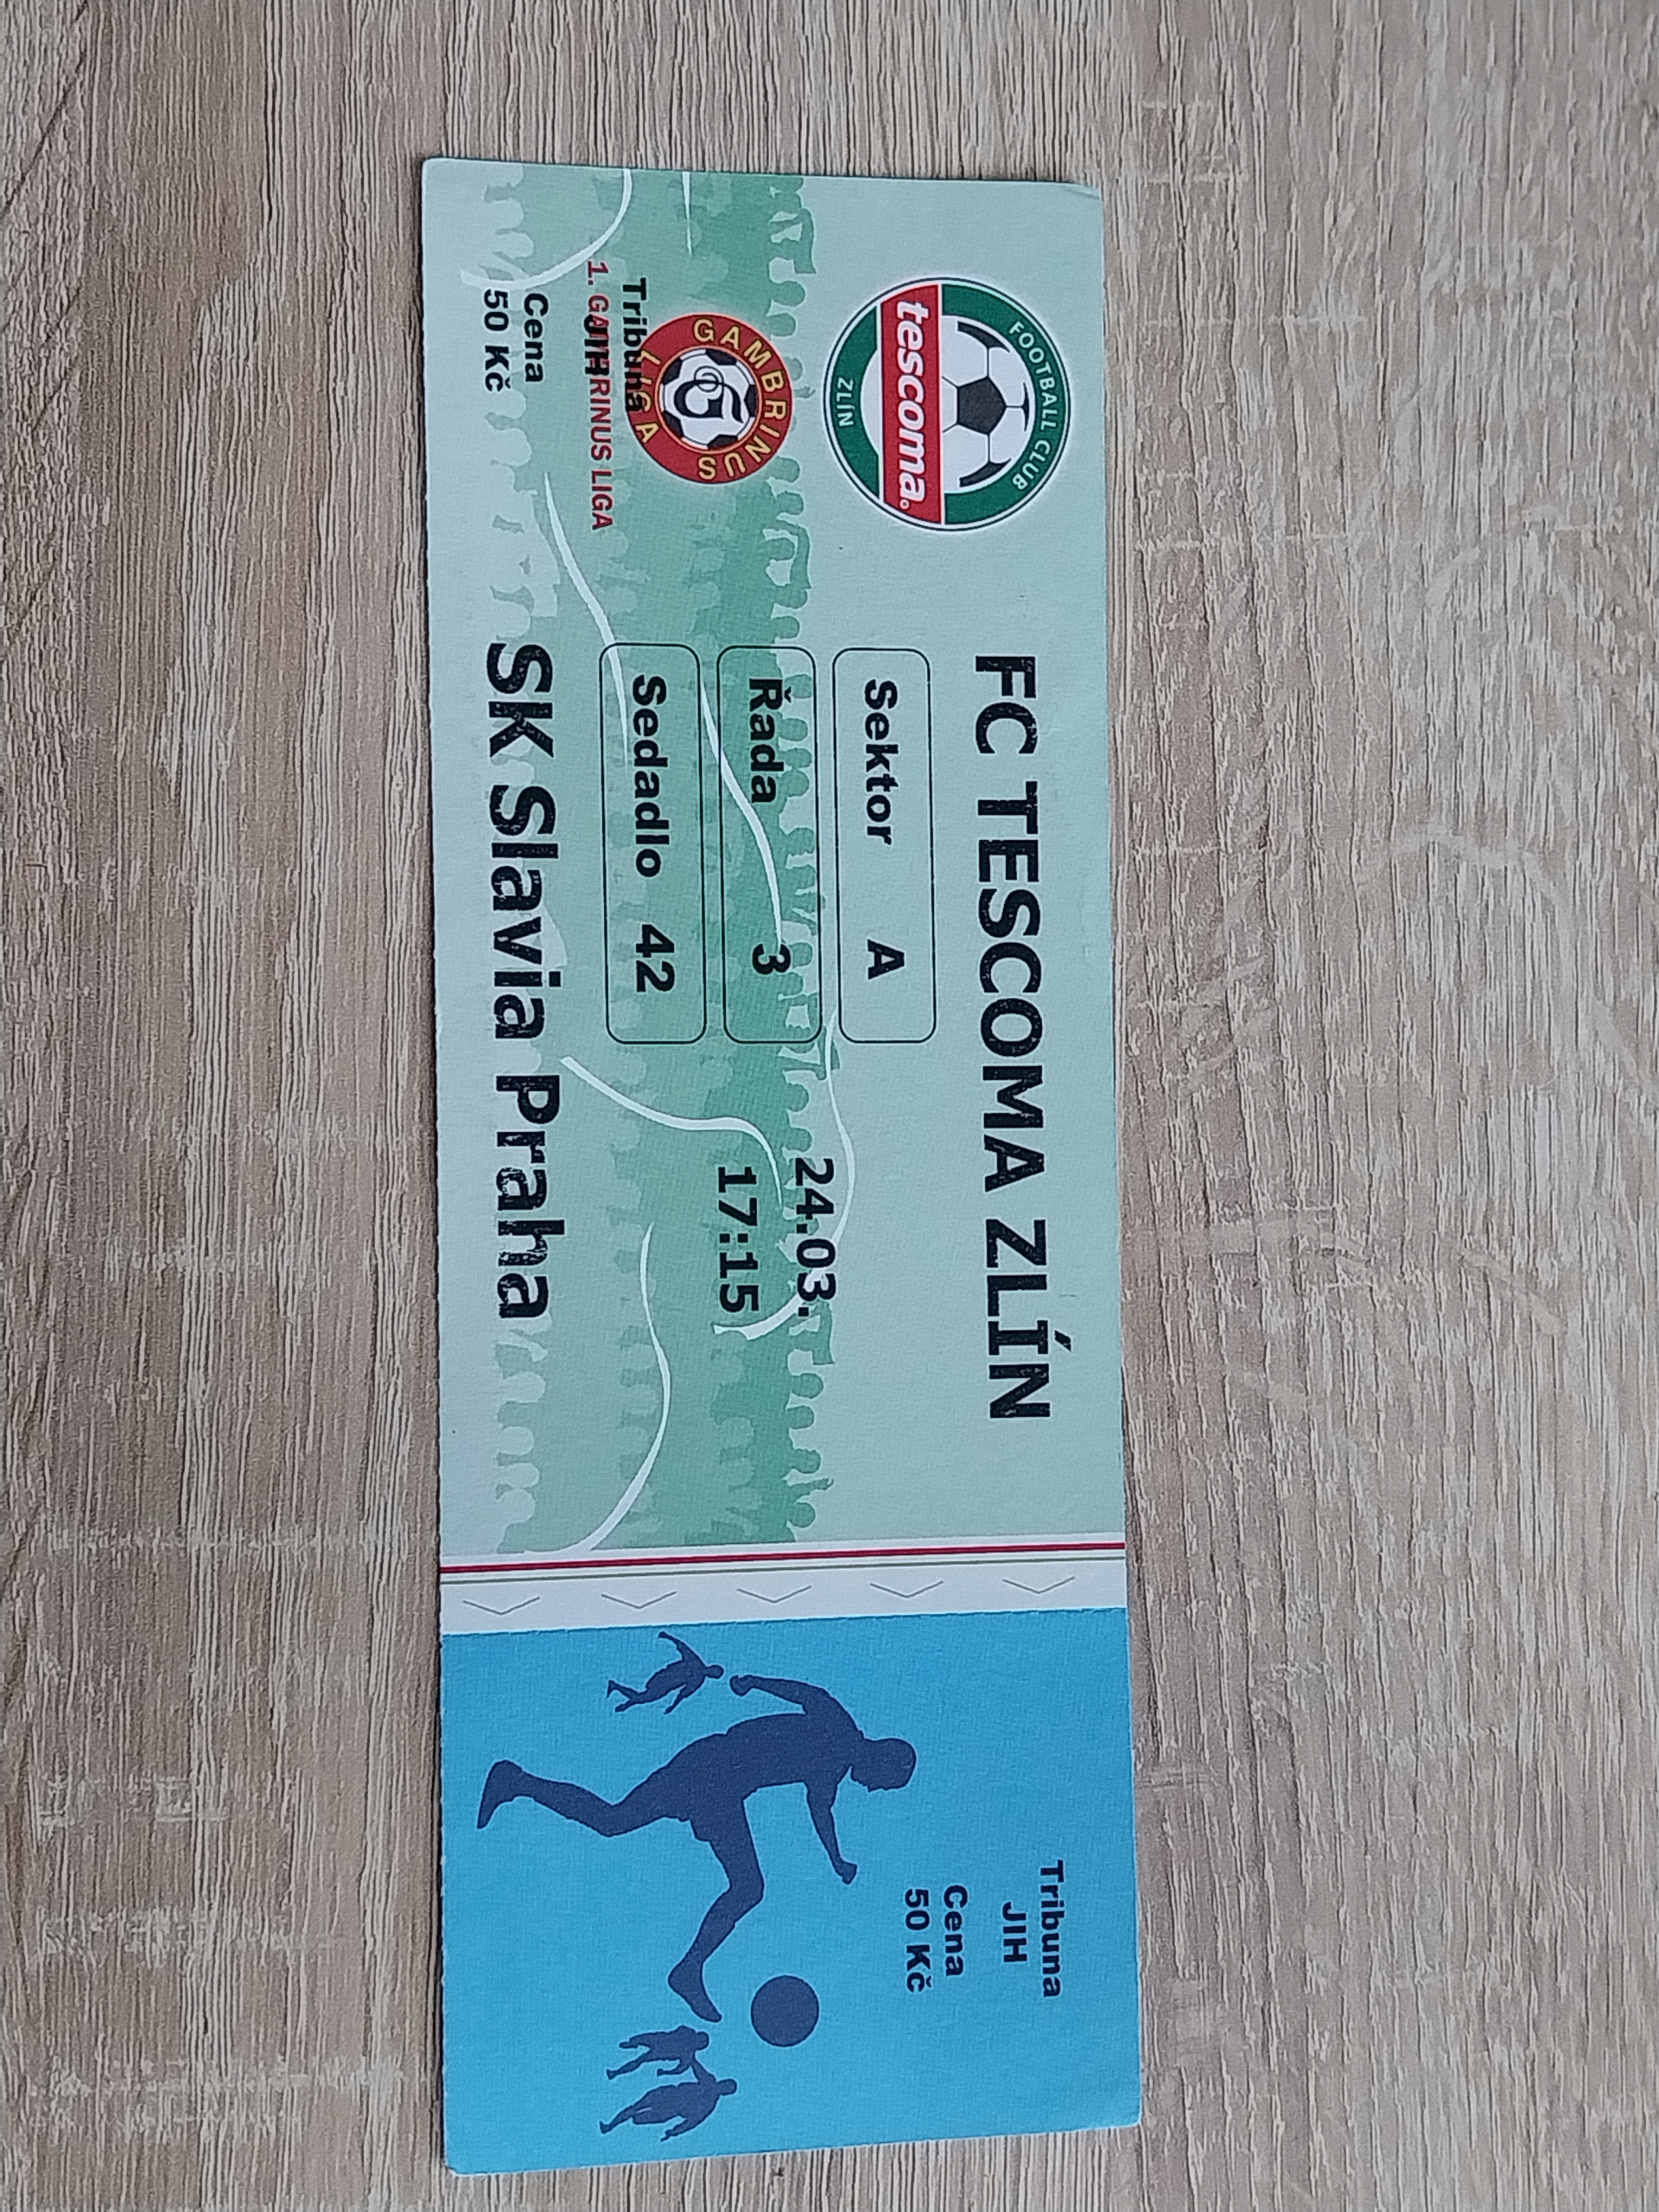 FOOTBALL CLUB
tescoma.
ZLÍN
FC TESCOMA ZLÍN
Sektor A
Řada 3
Sedadlo 42
24.03.
17:15
GAMBRINUS
LIGA
Tribuna
JIH
1. GAMBRINUS LIGA
Cena
50 Kč
SK Slavia Praha
Tribuna
JIH
Cena
50 Kč